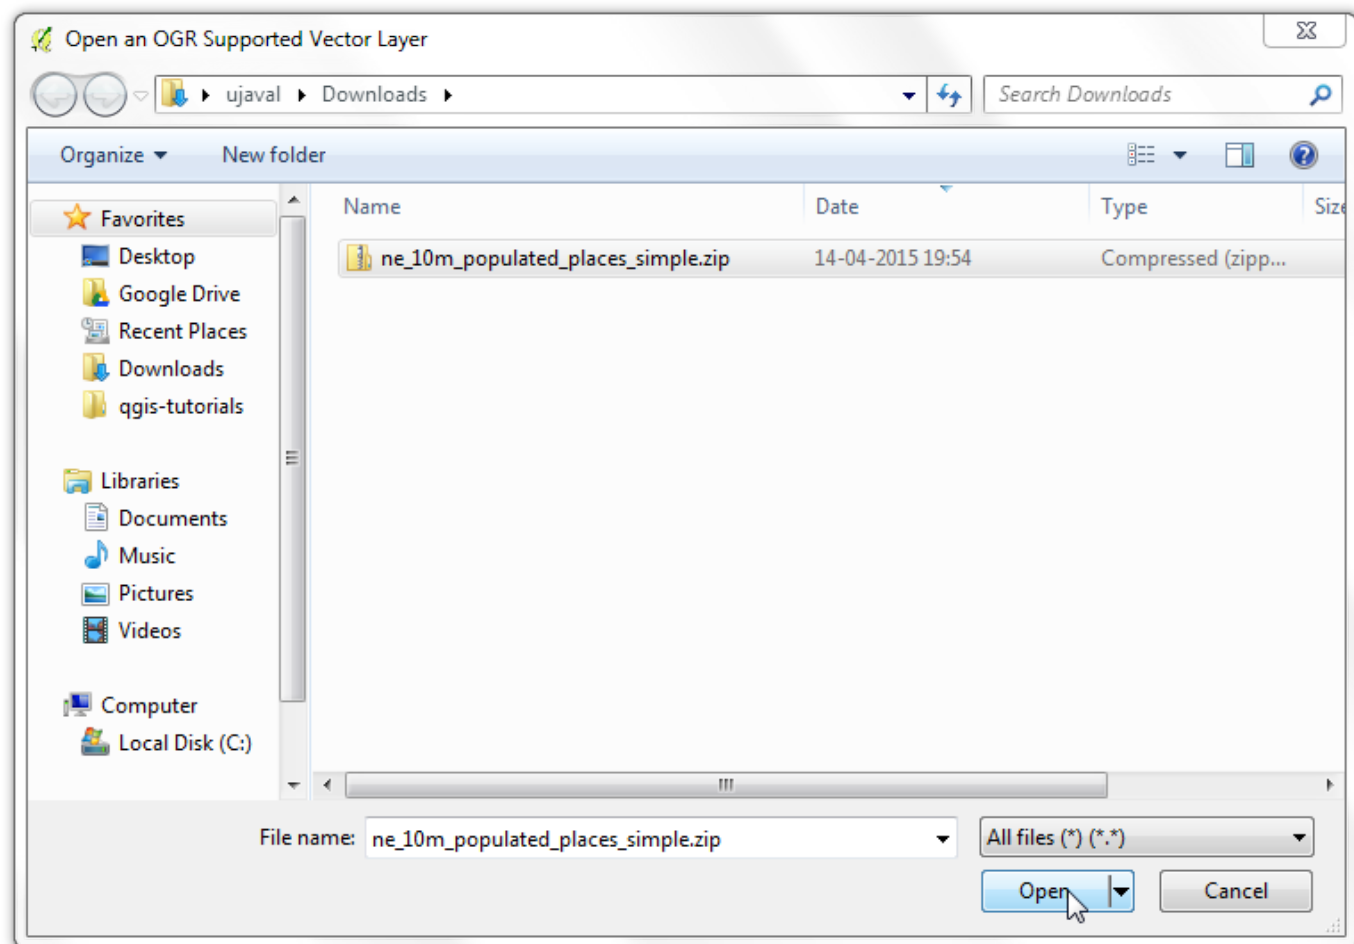 Open an OGR Supported Vector Layer
ujaval Downloads
Search Downloads
Organize New folder
Name Date Type Size
ne_10m_populated_places_simple.zip 14-04-2015 19:54 Compressed (zipp...
Favorites
Desktop
Google Drive
Recent Places
Downloads
qgis-tutorials
Libraries
Documents
Music
Pictures
Videos
Computer
Local Disk (C:)
File name: ne_10m_populated_places_simple.zip All files (*) (*.*)
Open Cancel